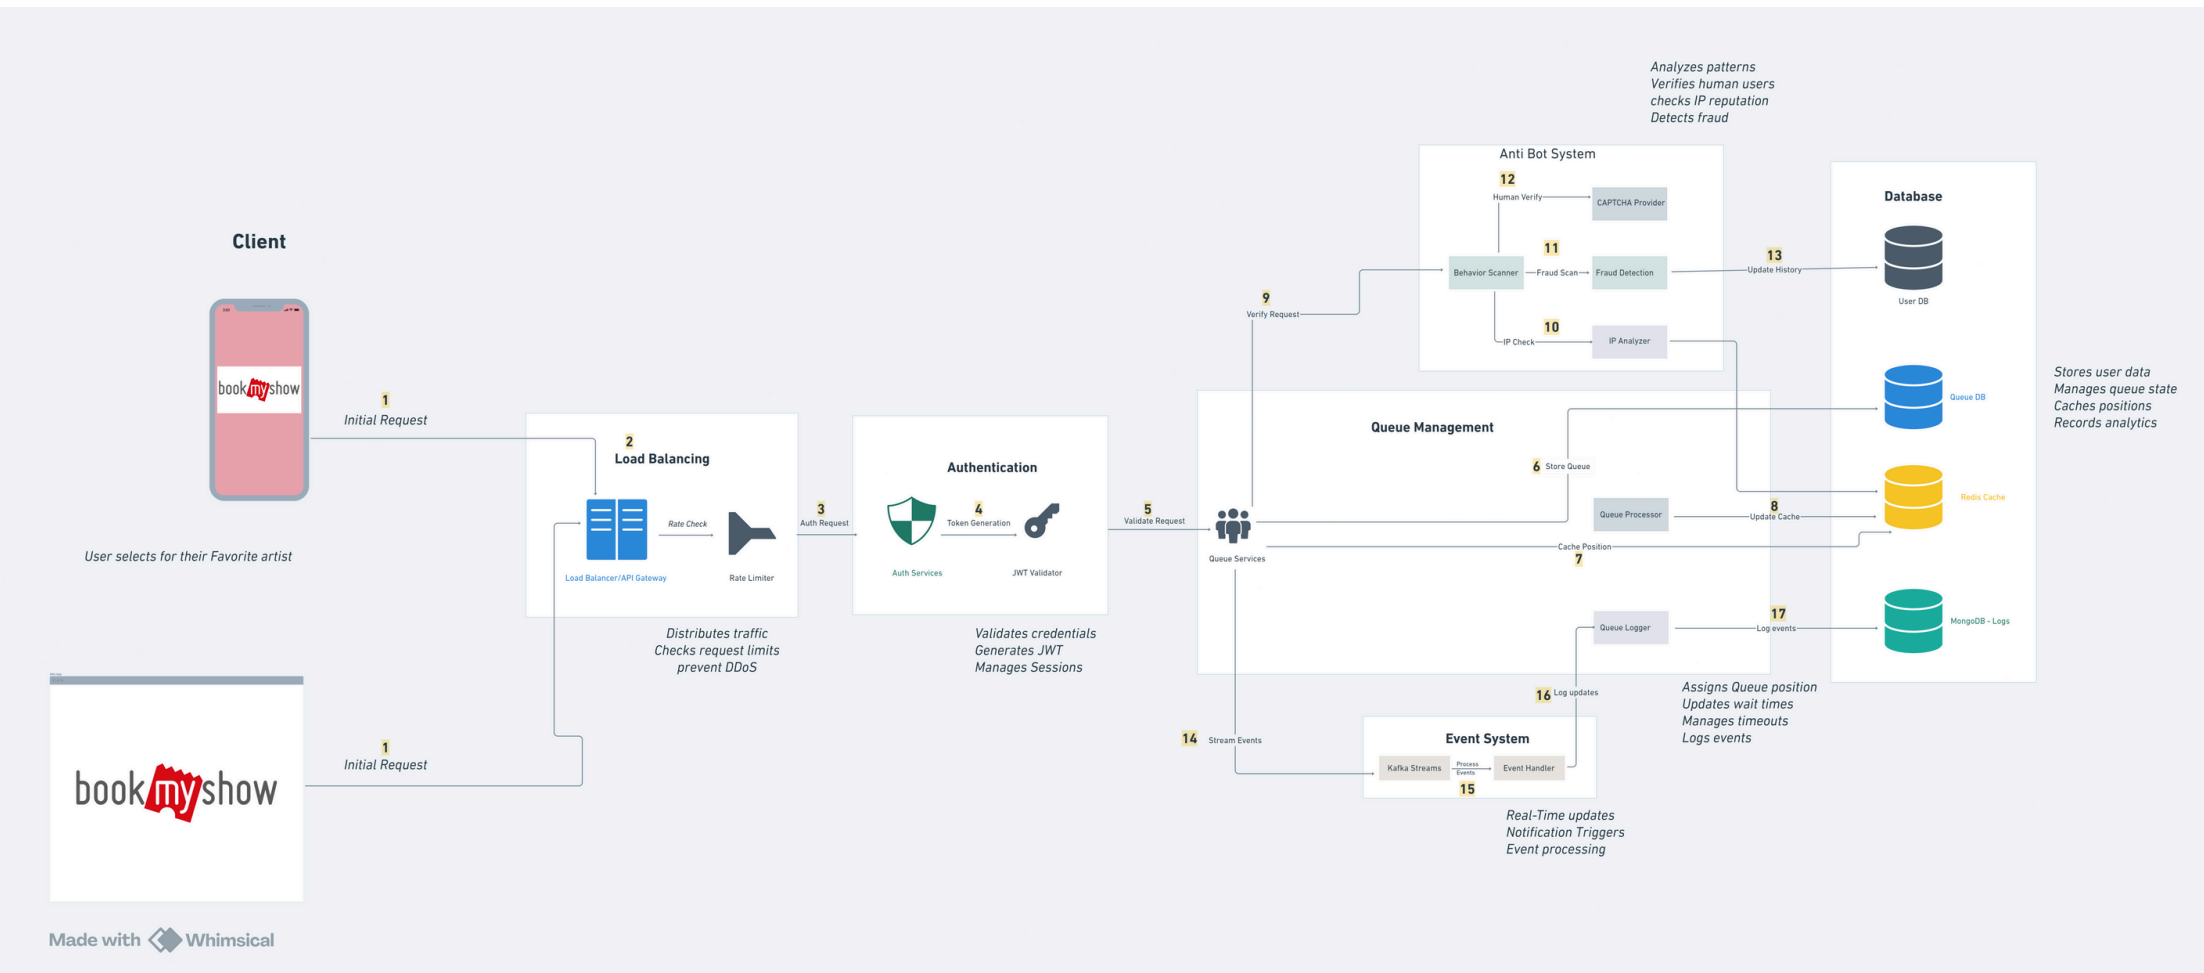 Analyzes patterns
Verifies human users
checks IP reputation
Detects fraud
Anti Bot System
12
Human Verify
CAPTCHA Provider
Database
Client
11
13
Behavior Scanner
Fraud Scan
Fraud Detection
Update History
User DB
9
Verify Request
10
IP Check
IP Analyzer
book my show
1
Initial Request
Stores user data
Manages queue state
Caches positions
Records analytics
Queue DB
2
Load Balancing
Queue Management
Authentication
6
Store Queue
Redis Cache
3
Auth Request
4
Token Generation
5
Validate Request
Rate Check
Queue Processor
8
Update Cache
Cache Position
7
Queue Services
User selects for their Favorite artist
Load Balancer/API Gateway
Rate Limiter
Auth Services
JWT Validator
17
Queue Logger
Log events
MongoDB - Logs
Distributes traffic
Checks request limits
prevent DDoS
Validates credentials
Generates JWT
Manages Sessions
16
Log updates
Assigns Queue position
Updates wait times
Manages timeouts
Logs events
14
Stream Events
Event System
Kafka Streams
Process
Events
15
Event Handler
1
Initial Request
book my show
Real-Time updates
Notification Triggers
Event processing
Made with Whimsical